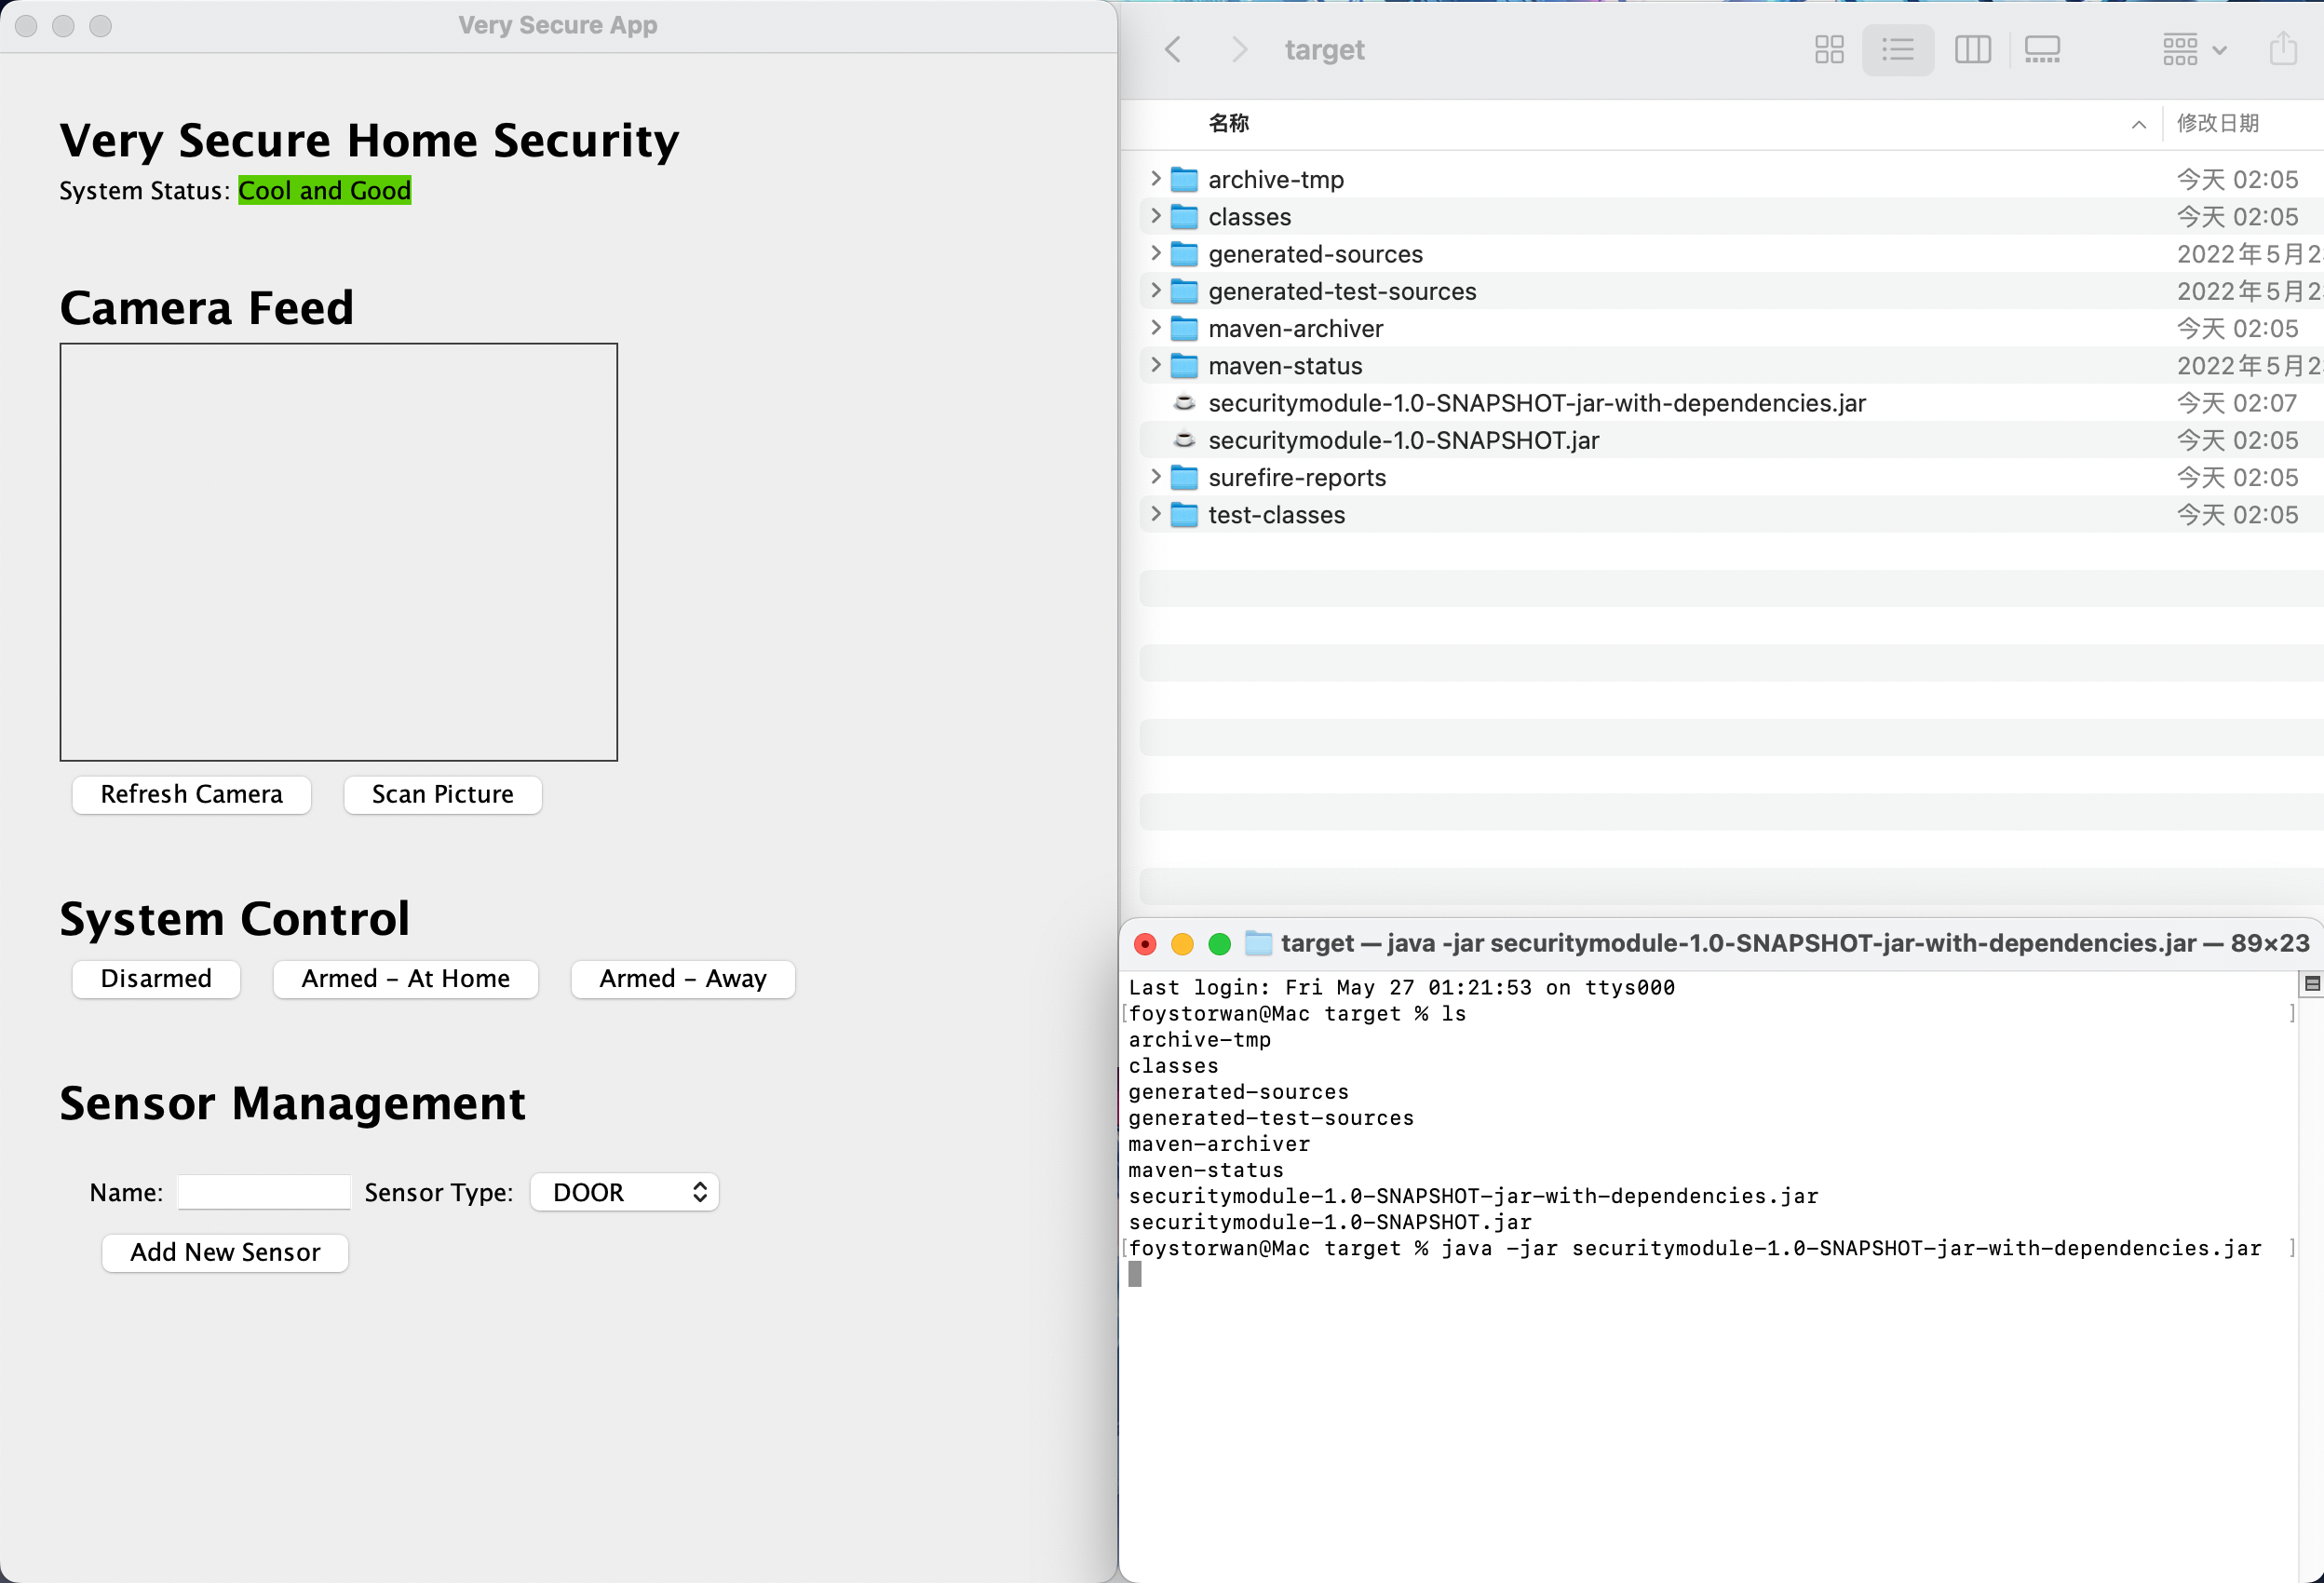 Very Secure App
Very Secure Home Security
System Status: Cool and Good
Camera Feed
Refresh Camera Scan Picture
System Control
Disarmed Armed - At Home Armed - Away
Sensor Management
Name: Sensor Type: DOOR
Add New Sensor
target
名称 修改日期
archive-tmp 今天 02:05
classes 今天 02:05
generated-sources 2022年5月2
generated-test-sources 2022年5月2
maven-archiver 今天 02:05
maven-status 2022年5月2
securitymodule-1.0-SNAPSHOT-jar-with-dependencies.jar 今天 02:07
securitymodule-1.0-SNAPSHOT.jar 今天 02:05
surefire-reports 今天 02:05
test-classes 今天 02:05
target — java -jar securitymodule-1.0-SNAPSHOT-jar-with-dependencies.jar — 89×23
Last login: Fri May 27 01:21:53 on ttys000
[foystorwan@Mac target % ls ]
archive-tmp
classes
generated-sources
generated-test-sources
maven-archiver
maven-status
securitymodule-1.0-SNAPSHOT-jar-with-dependencies.jar
securitymodule-1.0-SNAPSHOT.jar
[foystorwan@Mac target % java -jar securitymodule-1.0-SNAPSHOT-jar-with-dependencies.jar ]